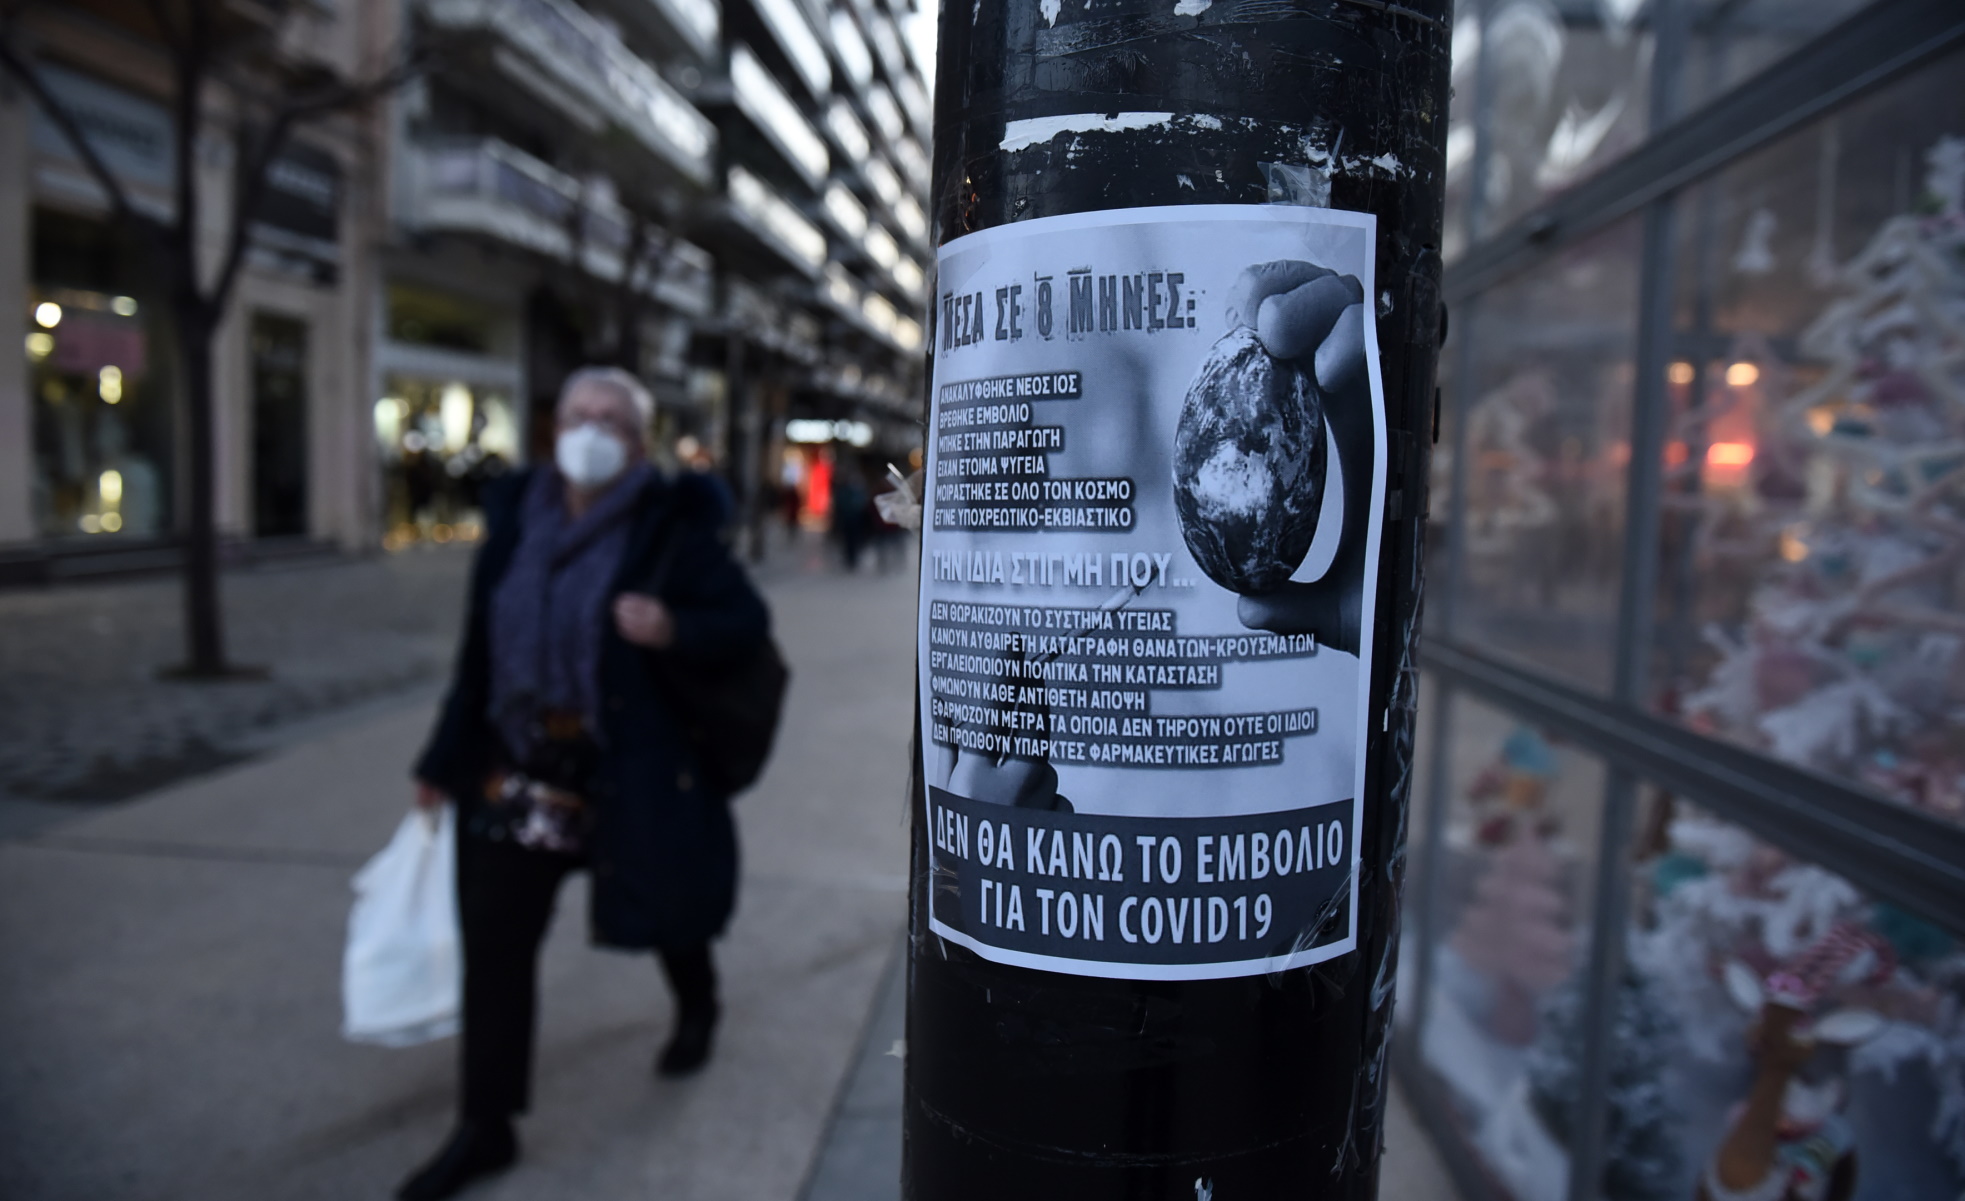 ΜΕΣΑ ΣΕ 8 ΜΗΝΕΣ:
ΑΝΑΚΑΛΥΦΘΗΚΕ ΝΕΟΣ ΙΟΣ
ΒΡΕΘΗΚΕ ΕΜΒΟΛΙΟ
ΜΠΗΚΕ ΣΤΗΝ ΠΑΡΑΓΩΓΗ
ΕΙΧΑΝ ΕΤΟΙΜΑ ΨΥΓΕΙΑ
ΜΟΙΡΑΣΤΗΚΕ ΣΕ ΟΛΟ ΤΟΝ ΚΟΣΜΟ
ΕΓΙΝΕ ΥΠΟΧΡΕΩΤΙΚΟ-ΕΚΒΙΑΣΤΙΚΟ
ΤΗΝ ΙΔΙΑ ΣΤΙΓΜΗ ΠΟΥ...
ΔΕΝ ΘΩΡΑΚΙΖΟΥΝ ΤΟ ΣΥΣΤΗΜΑ ΥΓΕΙΑΣ
ΚΑΝΟΥΝ ΑΥΘΑΙΡΕΤΗ ΚΑΤΑΓΡΑΦΗ ΘΑΝΑΤΩΝ-ΚΡΟΥΣΜΑΤΩΝ
ΕΡΓΑΛΕΙΟΠΟΙΟΥΝ ΠΟΛΙΤΙΚΑ ΤΗΝ ΚΑΤΑΣΤΑΣΗ
ΦΙΜΩΝΟΥΝ ΚΑΘΕ ΑΝΤΙΘΕΤΗ ΑΠΟΨΗ
ΕΦΑΡΜΟΖΟΥΝ ΜΕΤΡΑ ΤΑ ΟΠΟΙΑ ΔΕΝ ΤΗΡΟΥΝ ΟΥΤΕ ΟΙ ΙΔΙΟΙ
ΔΕΝ ΠΡΟΩΘΟΥΝ ΥΠΑΡΚΤΕΣ ΦΑΡΜΑΚΕΥΤΙΚΕΣ ΑΓΩΓΕΣ
ΔΕΝ ΘΑ ΚΑΝΩ ΤΟ ΕΜΒΟΛΙΟ
ΓΙΑ ΤΟΝ COVID19